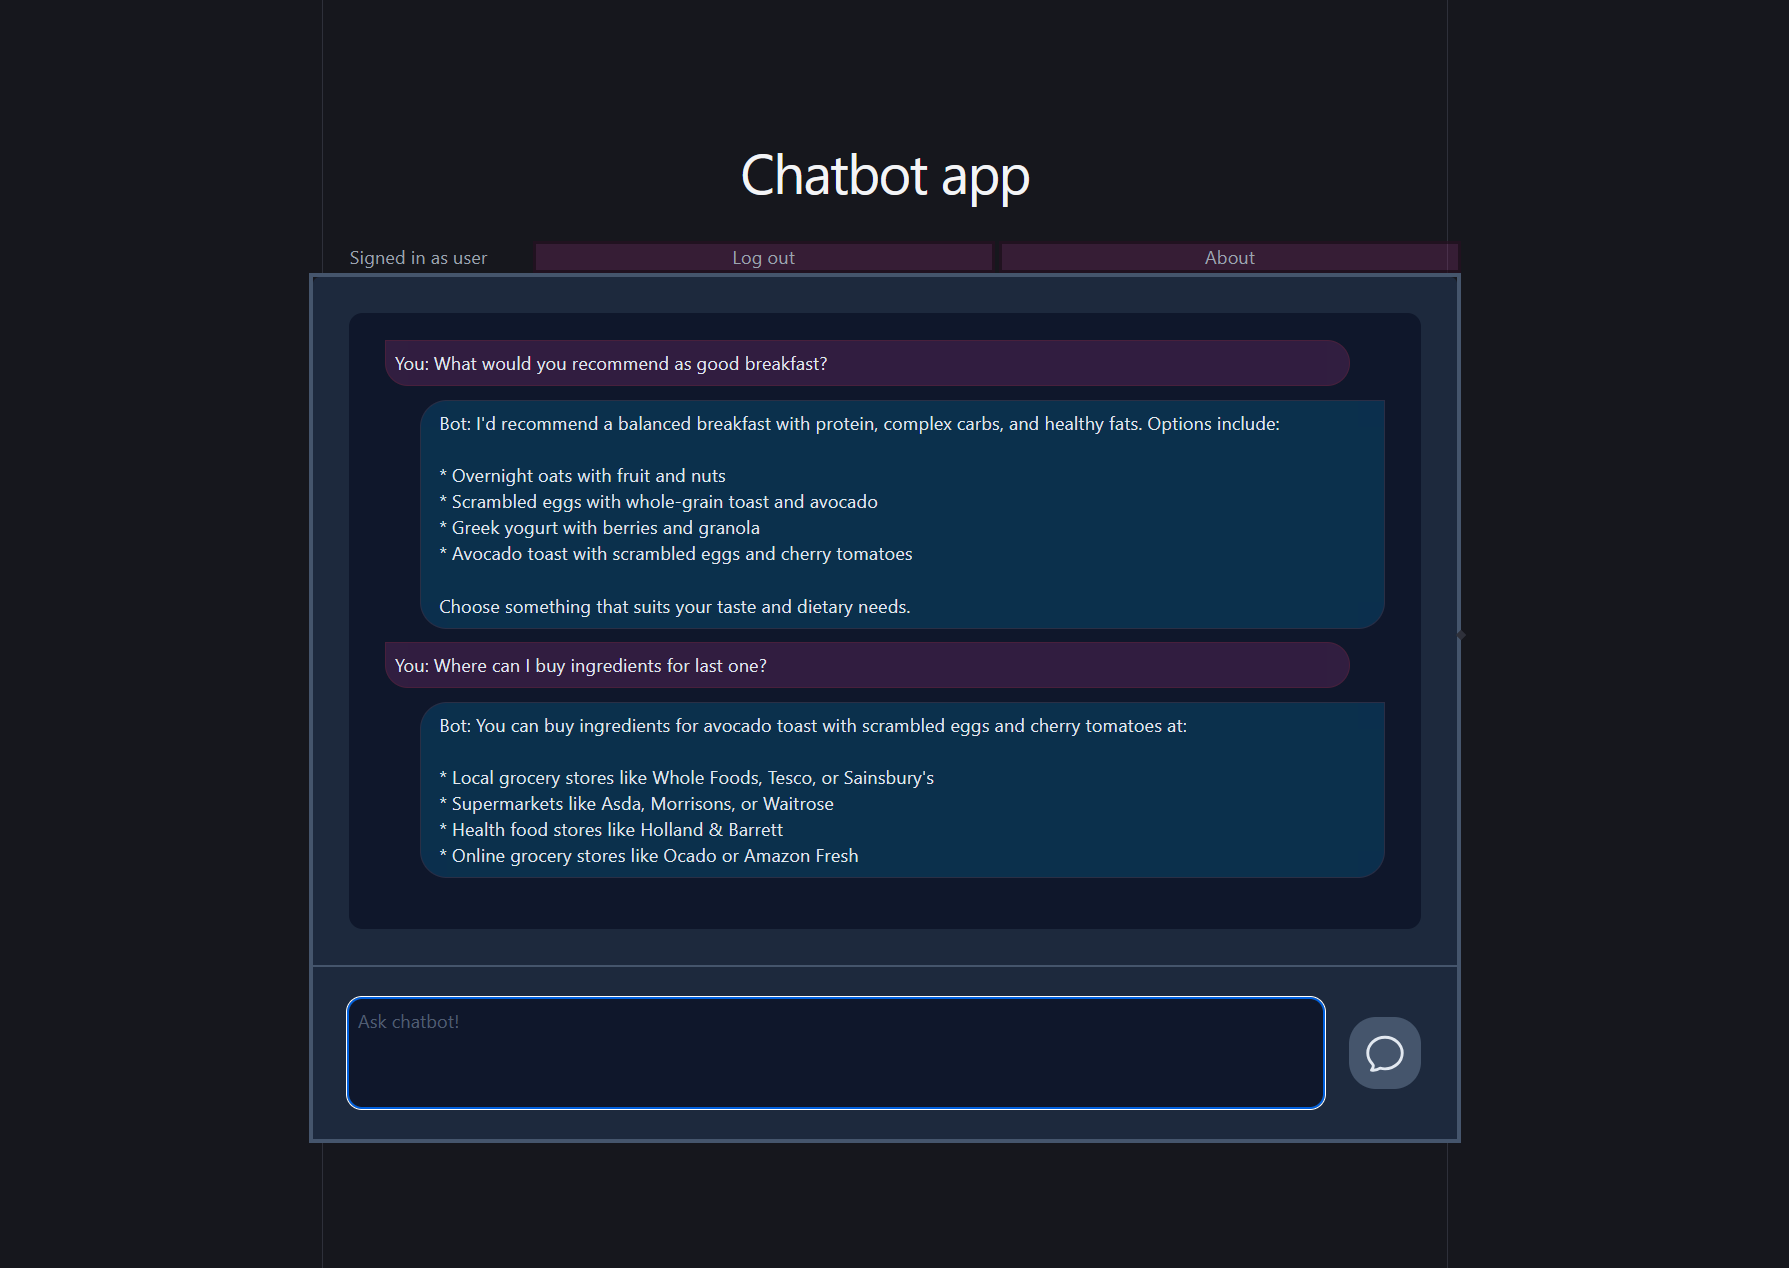 Chatbot app
Signed in as user
Log out
About
You: What would you recommend as good breakfast?
Bot: I'd recommend a balanced breakfast with protein, complex carbs, and healthy fats. Options include:
* Overnight oats with fruit and nuts
* Scrambled eggs with whole-grain toast and avocado
* Greek yogurt with berries and granola
* Avocado toast with scrambled eggs and cherry tomatoes
Choose something that suits your taste and dietary needs.
You: Where can I buy ingredients for last one?
Bot: You can buy ingredients for avocado toast with scrambled eggs and cherry tomatoes at:
* Local grocery stores like Whole Foods, Tesco, or Sainsbury's
* Supermarkets like Asda, Morrisons, or Waitrose
* Health food stores like Holland & Barrett
* Online grocery stores like Ocado or Amazon Fresh
Ask chatbot!